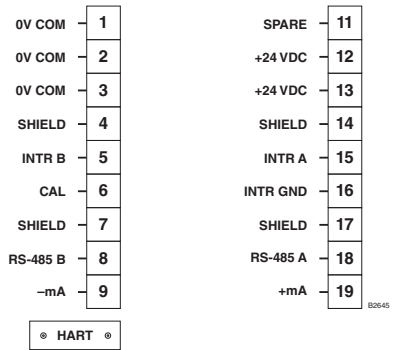 0V COM 1
0V COM 2
0V COM 3
SHIELD 4
INTR B 5
CAL 6
SHIELD 7
RS-485 B 8
–mA 9
HART
SPARE 11
+24 VDC 12
+24 VDC 13
SHIELD 14
INTR A 15
INTR GND 16
SHIELD 17
RS-485 A 18
+mA 19
B2645